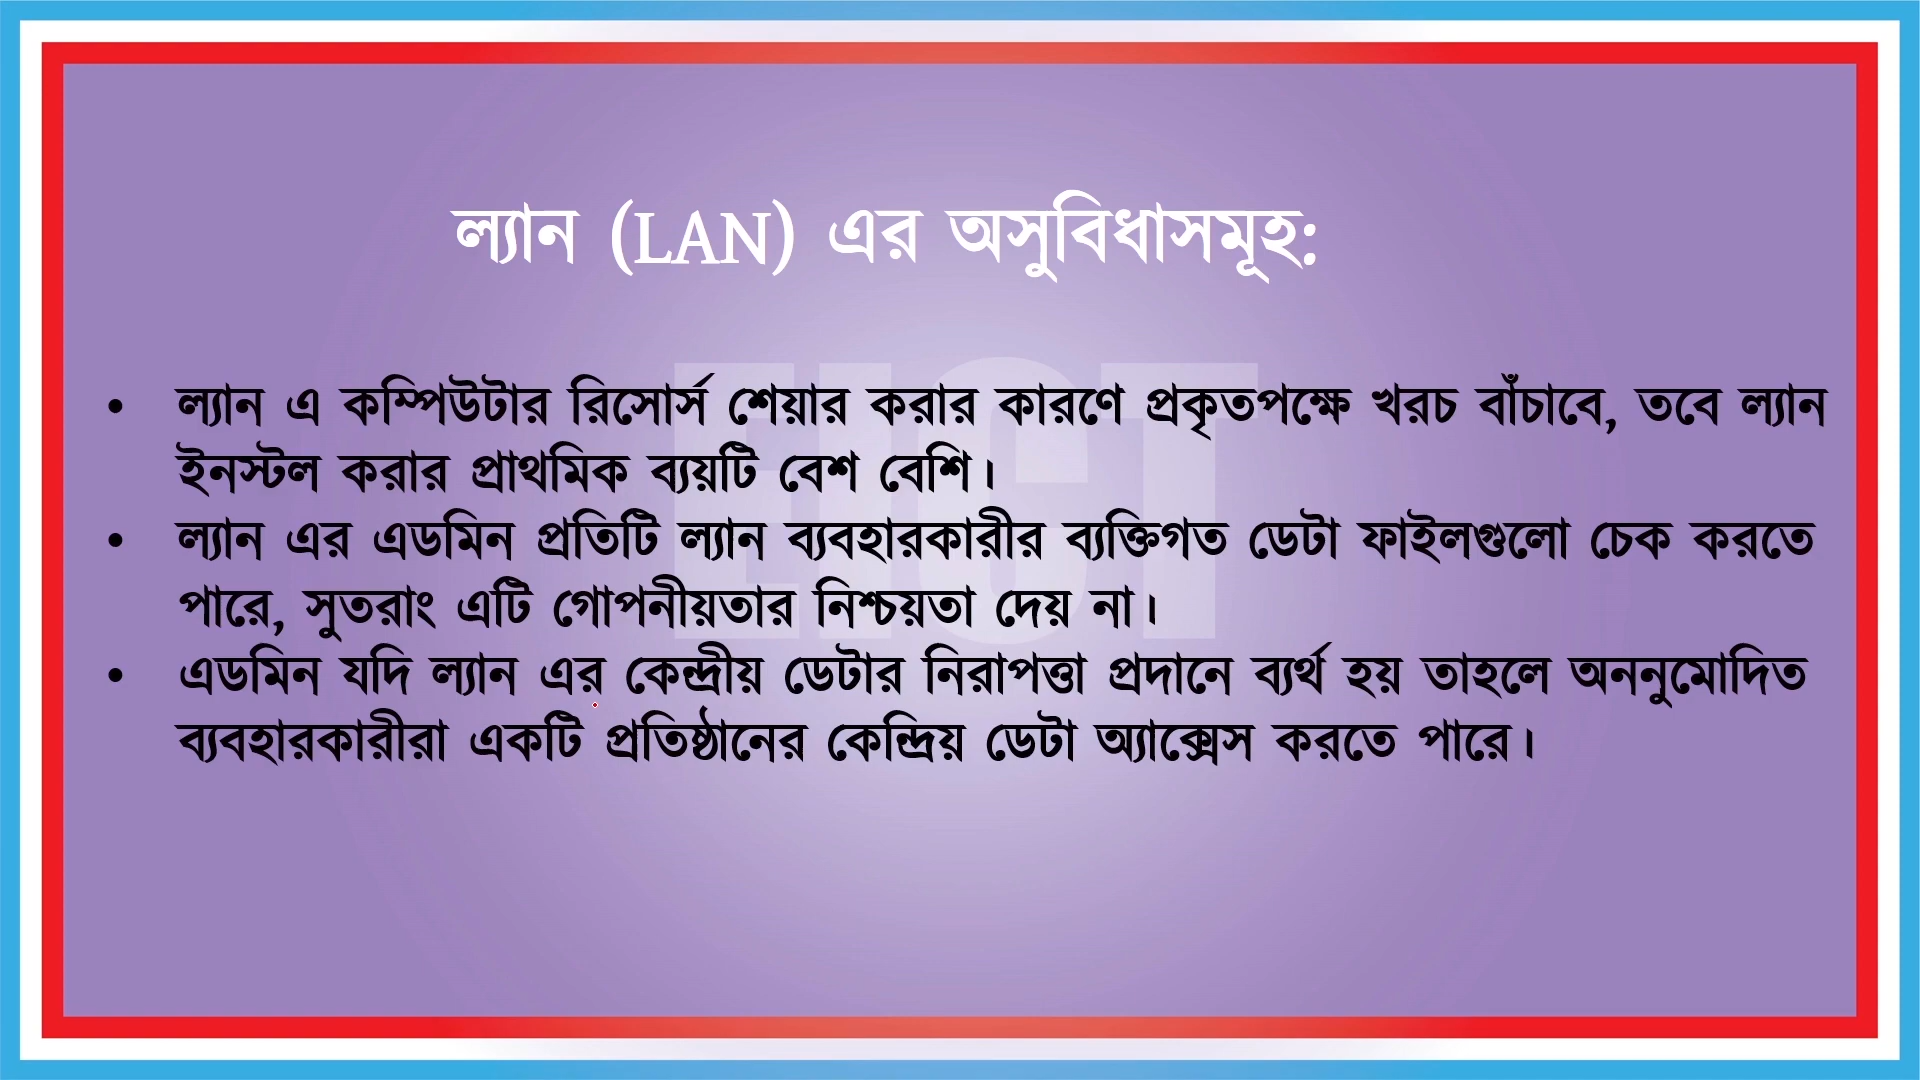 ল্যান (LAN) এর অসুবিধাসমূহ:
• ল্যান এ কম্পিউটার রিসোর্স শেয়ার করার কারণে প্রকৃতপক্ষে খরচ বাঁচাবে, তবে ল্যান
ইনস্টল করার প্রাথমিক ব্যয়টি বেশ বেশি।
• ল্যান এর এডমিন প্রতিটি ল্যান ব্যবহারকারীর ব্যক্তিগত ডেটা ফাইলগুলো চেক করতে
পারে, সুতরাং এটি গোপনীয়তার নিশ্চয়তা দেয় না।
• এডমিন যদি ল্যান এর কেন্দ্রীয় ডেটার নিরাপত্তা প্রদানে ব্যর্থ হয় তাহলে অননুমোদিত
ব্যবহারকারীরা একটি প্রতিষ্ঠানের কেন্দ্রিয় ডেটা অ্যাক্সেস করতে পারে।
EICT